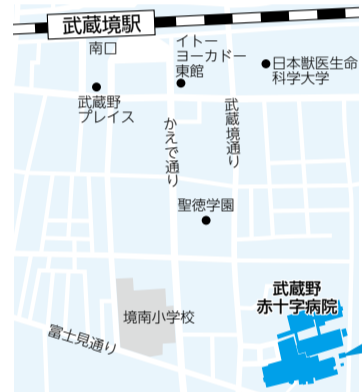 武蔵境駅
南口
イトー
ヨーカドー
東館
日本獣医生命
科学大学
武蔵野
プレイス
武蔵境通り
かえで通り
聖徳学園
武蔵野
赤十字病院
境南小学校
富士見通り